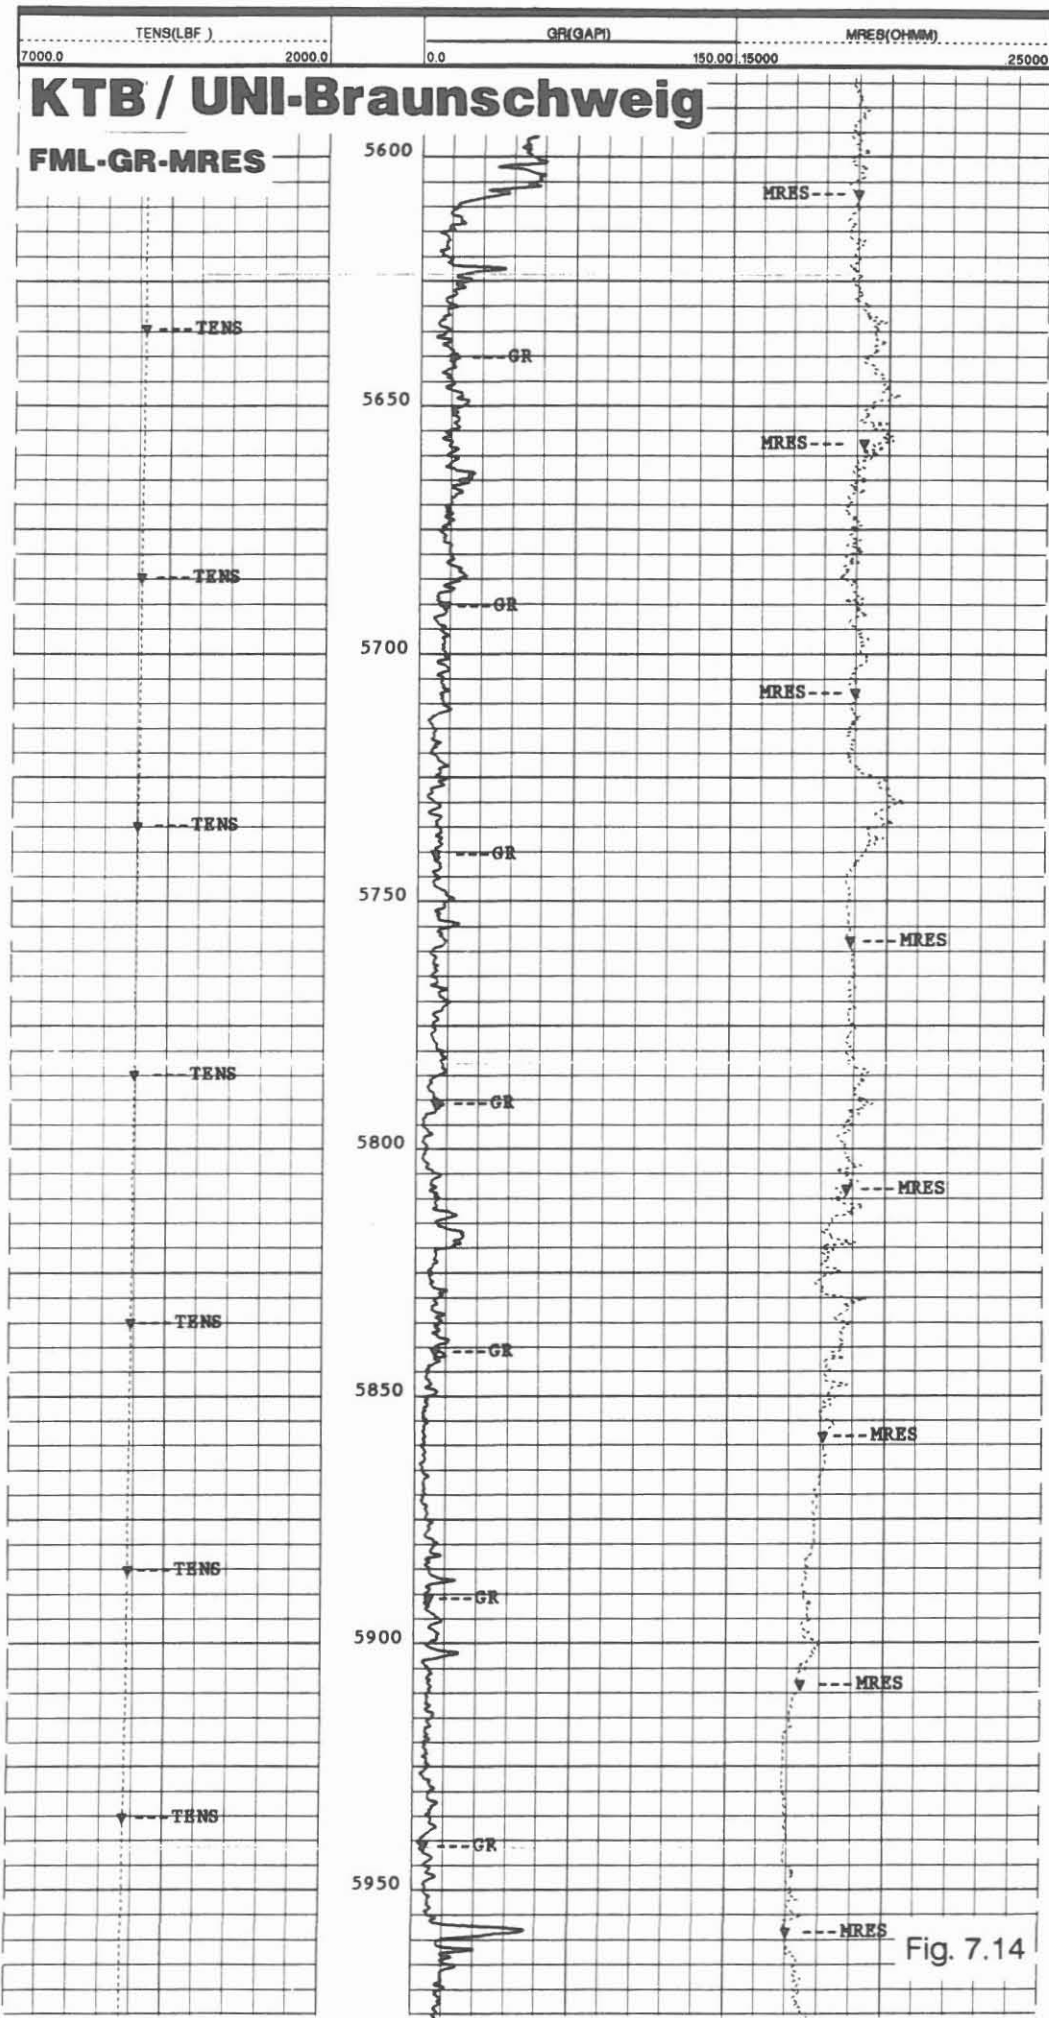 TENS(LBF ) GR(GAPI) MRES(OHMM)
7000.0 2000.0 0.0 150.00 .15000 .25000
KTB / UNI-Braunschweig
FML-GR-MRES
5600
MRES
TENS
GR
5650
MRES
TENS
GR
5700
MRES
TENS
GR
5750
MRES
TENS
GR
5800
MRES
TENS
GR
5850
MRES
TENS
GR
5900
MRES
TENS
GR
5950
MRES
Fig. 7.14